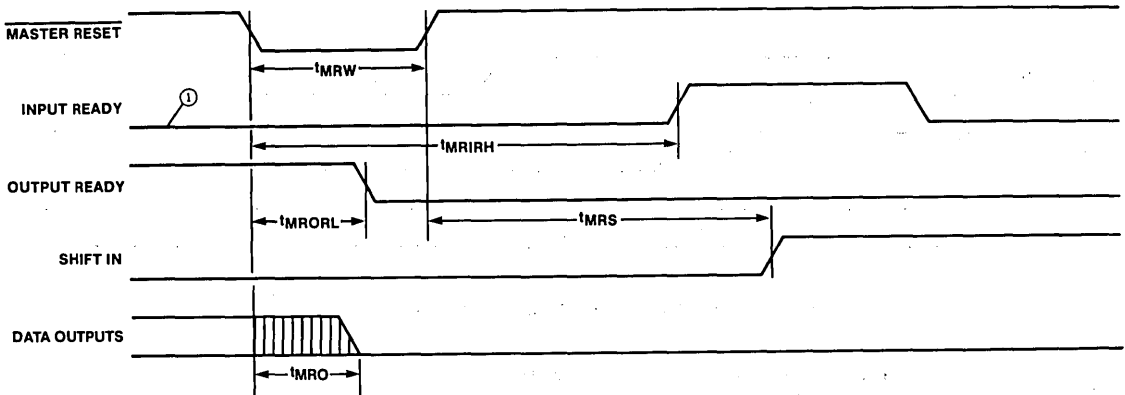 MASTER RESET
tMRW
INPUT READY
1
tMRIRH
OUTPUT READY
tMRORL
tMRS
SHIFT IN
DATA OUTPUTS
tMRO